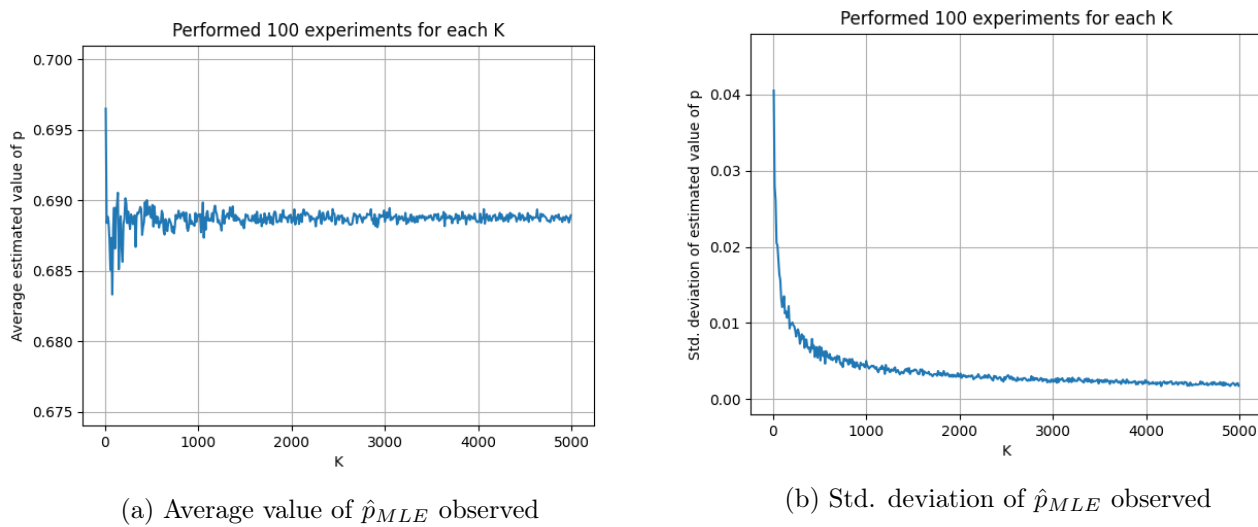 Performed 100 experiments for each K
0.700
0.695
0.690
0.685
0.680
0.675
Average estimated value of p
0 1000 2000 3000 4000 5000
K
(a) Average value of p̂_MLE observed
Performed 100 experiments for each K
0.04
0.03
0.02
0.01
0.00
Std. deviation of estimated value of p
0 1000 2000 3000 4000 5000
K
(b) Std. deviation of p̂_MLE observed